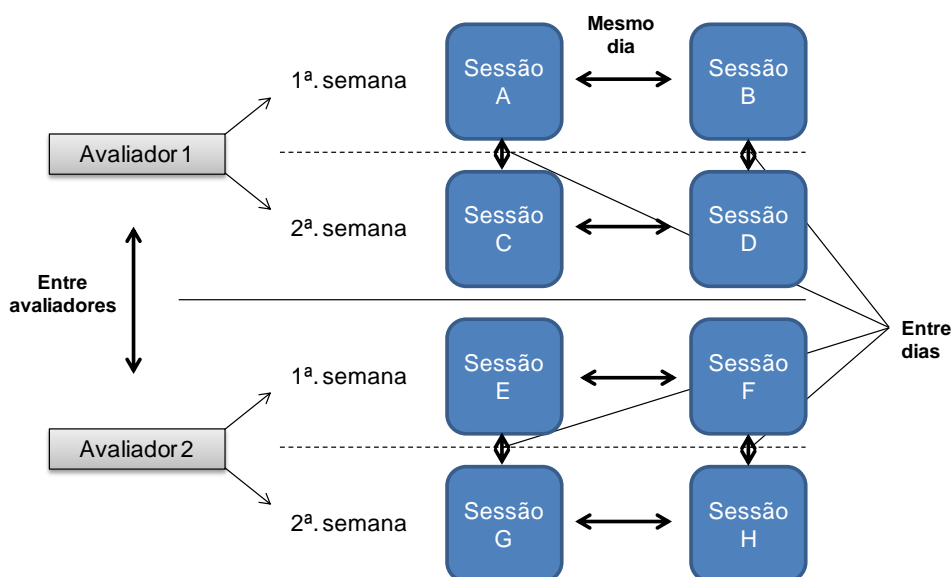 Mesmo
dia
1ª. semana
Sessão
A
Sessão
B
Avaliador 1
2ª. semana
Sessão
C
Sessão
D
Entre
avaliadores
Entre
dias
1ª. semana
Sessão
E
Sessão
F
Avaliador 2
2ª. semana
Sessão
G
Sessão
H